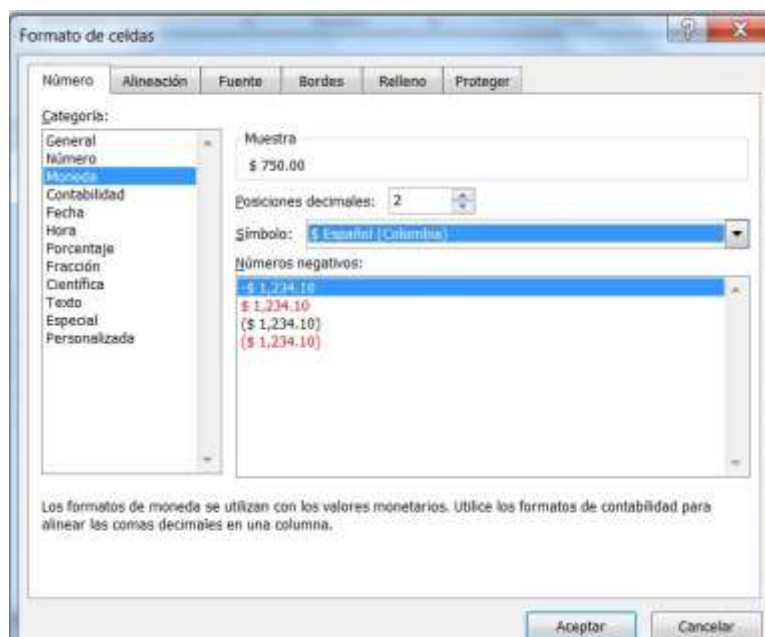 Formato de celdas
Número Alineación Fuente Bordes Relleno Proteger
Categoría:
General
Número
Moneda
Contabilidad
Fecha
Hora
Porcentaje
Fracción
Científica
Texto
Especial
Personalizada
Muestra
$ 750.00
Posiciones decimales: 2
Símbolo: $ Español (Colombia)
Números negativos:
-$ 1,234.10
$ 1,234.10
($ 1,234.10)
($ 1,234.10)
Los formatos de moneda se utilizan con los valores monetarios. Utilice los formatos de contabilidad para
alinear las comas decimales en una columna.
Aceptar Cancelar